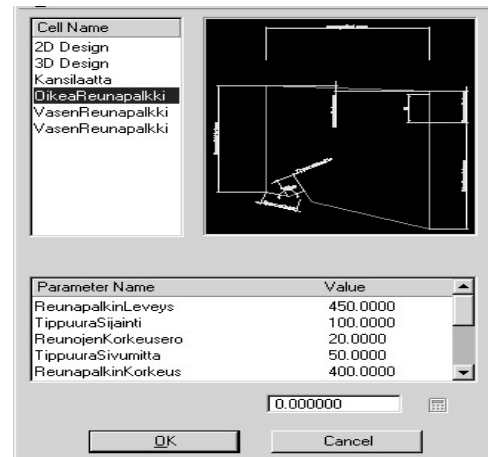 Cell Name
2D Design
3D Design
Kansilaatta
OikeaReunapalkki
VasenReunapalkki
VasenReunapalkki
Parameter Name Value
ReunapalkinLeveys 450.0000
TippuuraSijainti 100.0000
ReunojenKorkeusero 20.0000
TippuuraSivumitta 50.0000
ReunapalkinKorkeus 400.0000
0.000000
OK Cancel